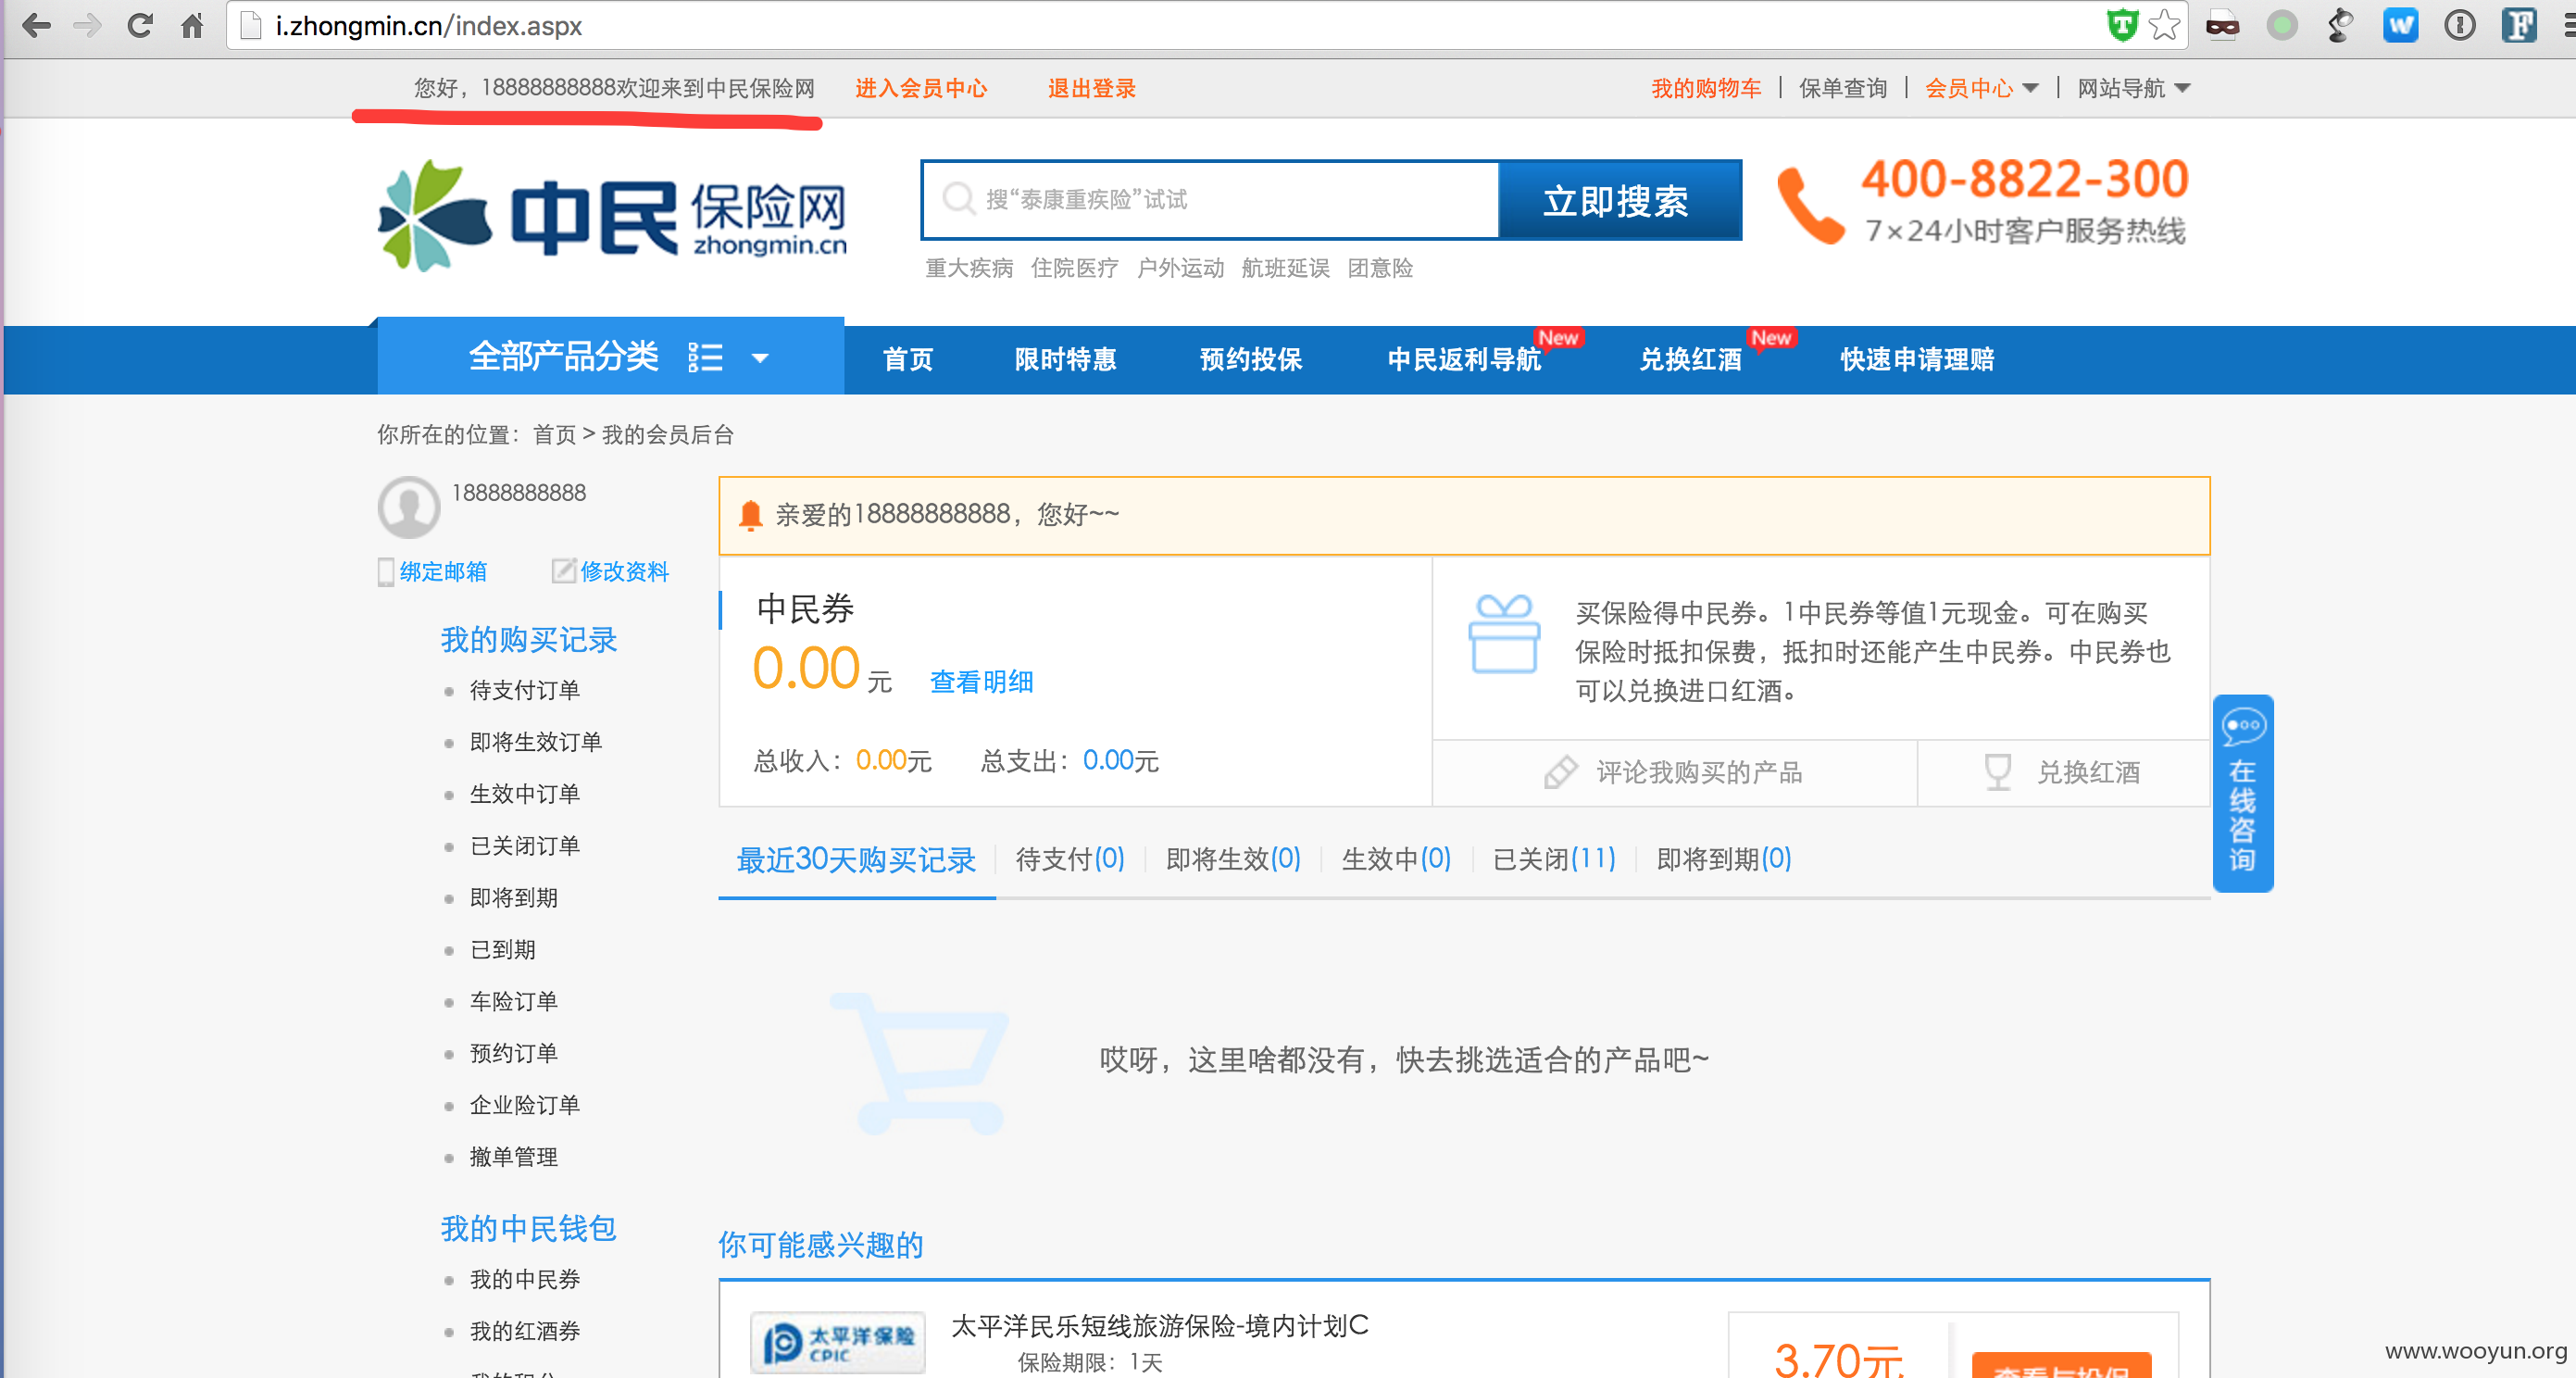 i.zhongmin.cn/index.aspx
您好，18888888888欢迎来到中民保险网 进入会员中心 退出登录 我的购物车 | 保单查询 | 会员中心 | 网站导航
中民 保险网
zhongmin.cn
搜“泰康重疾险”试试 立即搜索
重大疾病 住院医疗 户外运动 航班延误 团意险
400-8822-300
7×24小时客户服务热线
全部产品分类 首页 限时特惠 预约投保 中民返利导航 New 兑换红酒 New 快速申请理赔
你所在的位置：首页 > 我的会员后台
18888888888
绑定邮箱 修改资料
我的购买记录
待支付订单
即将生效订单
生效中订单
已关闭订单
即将到期
已到期
车险订单
预约订单
企业险订单
撤单管理
我的中民钱包
我的中民券
我的红酒券
亲爱的18888888888，您好~~
中民券
0.00 元 查看明细
总收入：0.00元 总支出：0.00元
买保险得中民券。1中民券等值1元现金。可在购买
保险时抵扣保费，抵扣时还能产生中民券。中民券也
可以兑换进口红酒。
评论我购买的产品 兑换红酒
最近30天购买记录 待支付(0) 即将生效(0) 生效中(0) 已关闭(11) 即将到期(0)
哎呀，这里啥都没有，快去挑选适合的产品吧~
你可能感兴趣的
太平洋保险
CPIC
太平洋民乐短线旅游保险-境内计划C
保险期限：1天
3.70元
在线咨询
www.wooyun.org